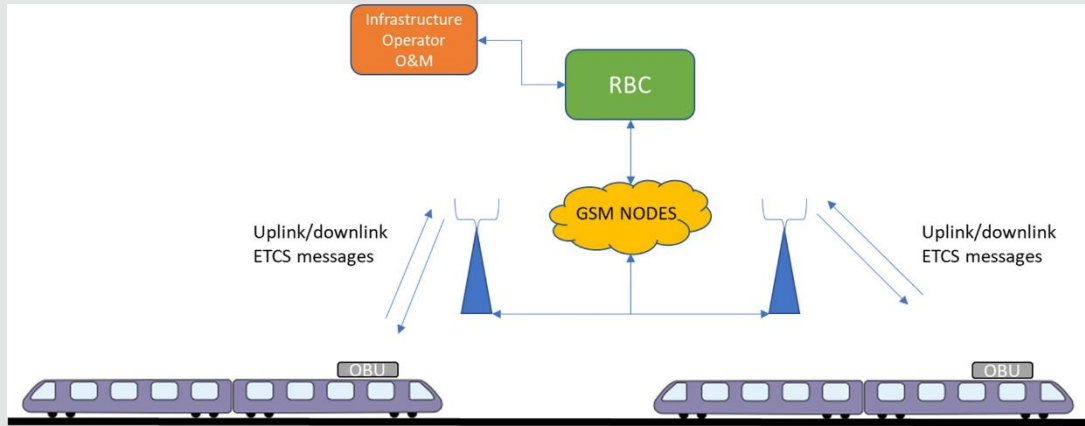 Infrastructure
Operator
O&M
RBC
GSM NODES
Uplink/downlink
ETCS messages
Uplink/downlink
ETCS messages
OBU
OBU